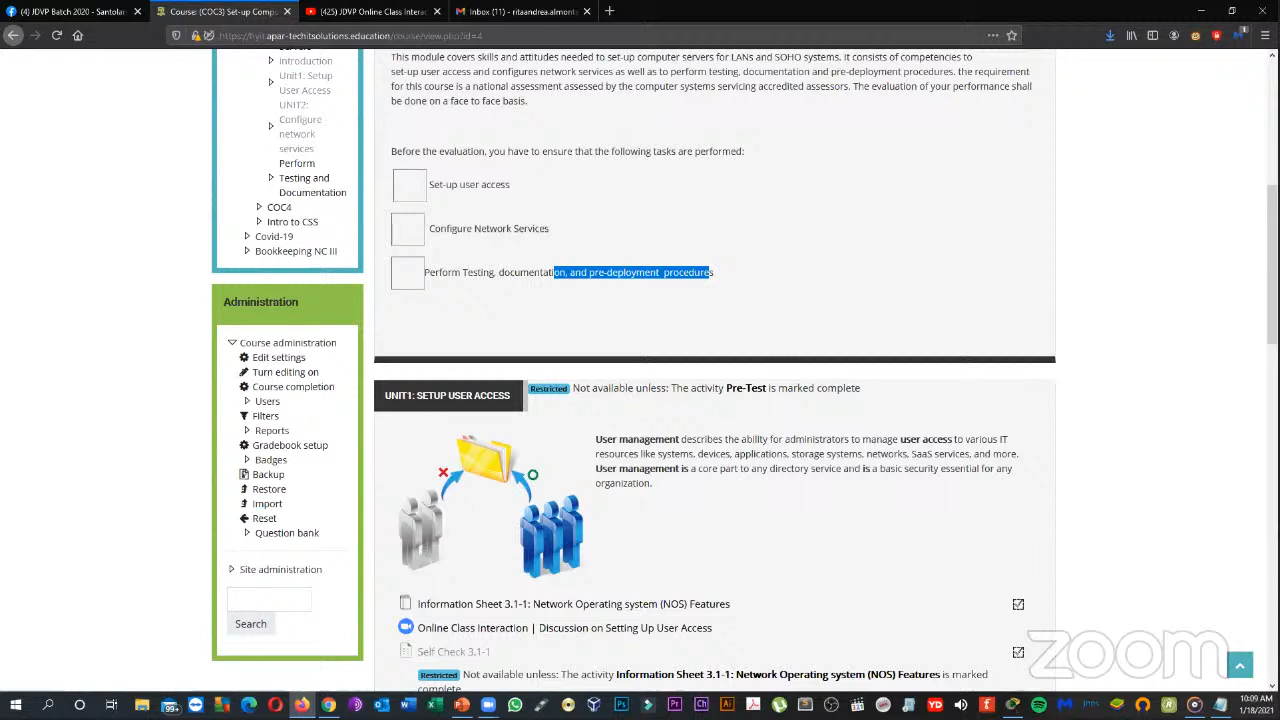 (4) JDVP Batch 2020 - Santolan
Course: (COC3) Set-up Compu
(425) JDVP Online Class Interac
Inbox (11) - ritaandrea.almonte
https://hyit.apar-techitsolutions.education/course/view.php?id=4
Servers
Introduction
Unit1: Setup
User Access
UNIT2:
Configure
network
services
Perform
Testing and
Documentation
COC4
Intro to CSS
Covid-19
Bookkeeping NC III
Administration
Course administration
Edit settings
Turn editing on
Course completion
Users
Filters
Reports
Gradebook setup
Badges
Backup
Restore
Import
Reset
Question bank
Site administration
Search
This module covers skills and attitudes needed to set-up computer servers for LANs and SOHO systems. It consists of competencies to
set-up user access and configures network services as well as to perform testing, documentation and pre-deployment procedures. the requirement
for this course is a national assessment assessed by the computer systems servicing accredited assessors. The evaluation of your performance shall
be done on a face to face basis.
Before the evaluation, you have to ensure that the following tasks are performed:
Set-up user access
Configure Network Services
Perform Testing, documentation, and pre-deployment procedures
UNIT1: SETUP USER ACCESS
Restricted Not available unless: The activity Pre-Test is marked complete
User management describes the ability for administrators to manage user access to various IT
resources like systems, devices, applications, storage systems, networks, SaaS services, and more.
User management is a core part to any directory service and is a basic security essential for any
organization.
Information Sheet 3.1-1: Network Operating system (NOS) Features
Online Class Interaction | Discussion on Setting Up User Access
Self Check 3.1-1
Restricted Not available unless: The activity Information Sheet 3.1-1: Network Operating system (NOS) Features is marked
complete
zoom
99+
10:09 AM
1/18/2021